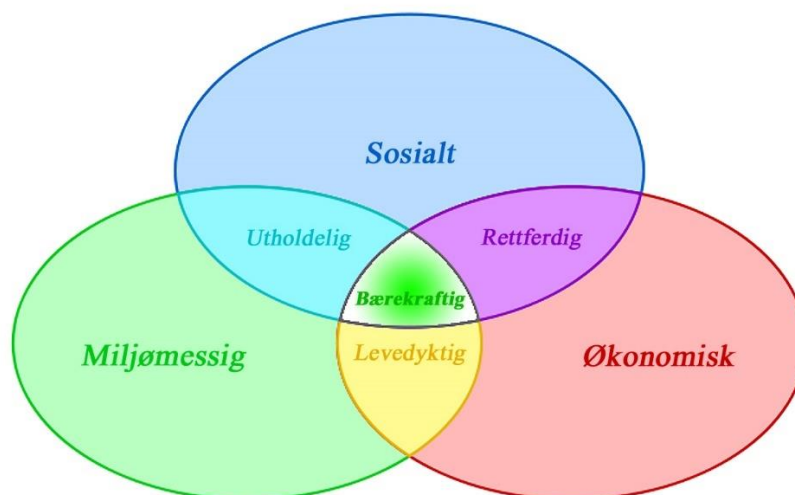 Sosialt
Utholdelig
Rettferdig
Bærekraftig
Miljømessig
Levedyktig
Økonomisk